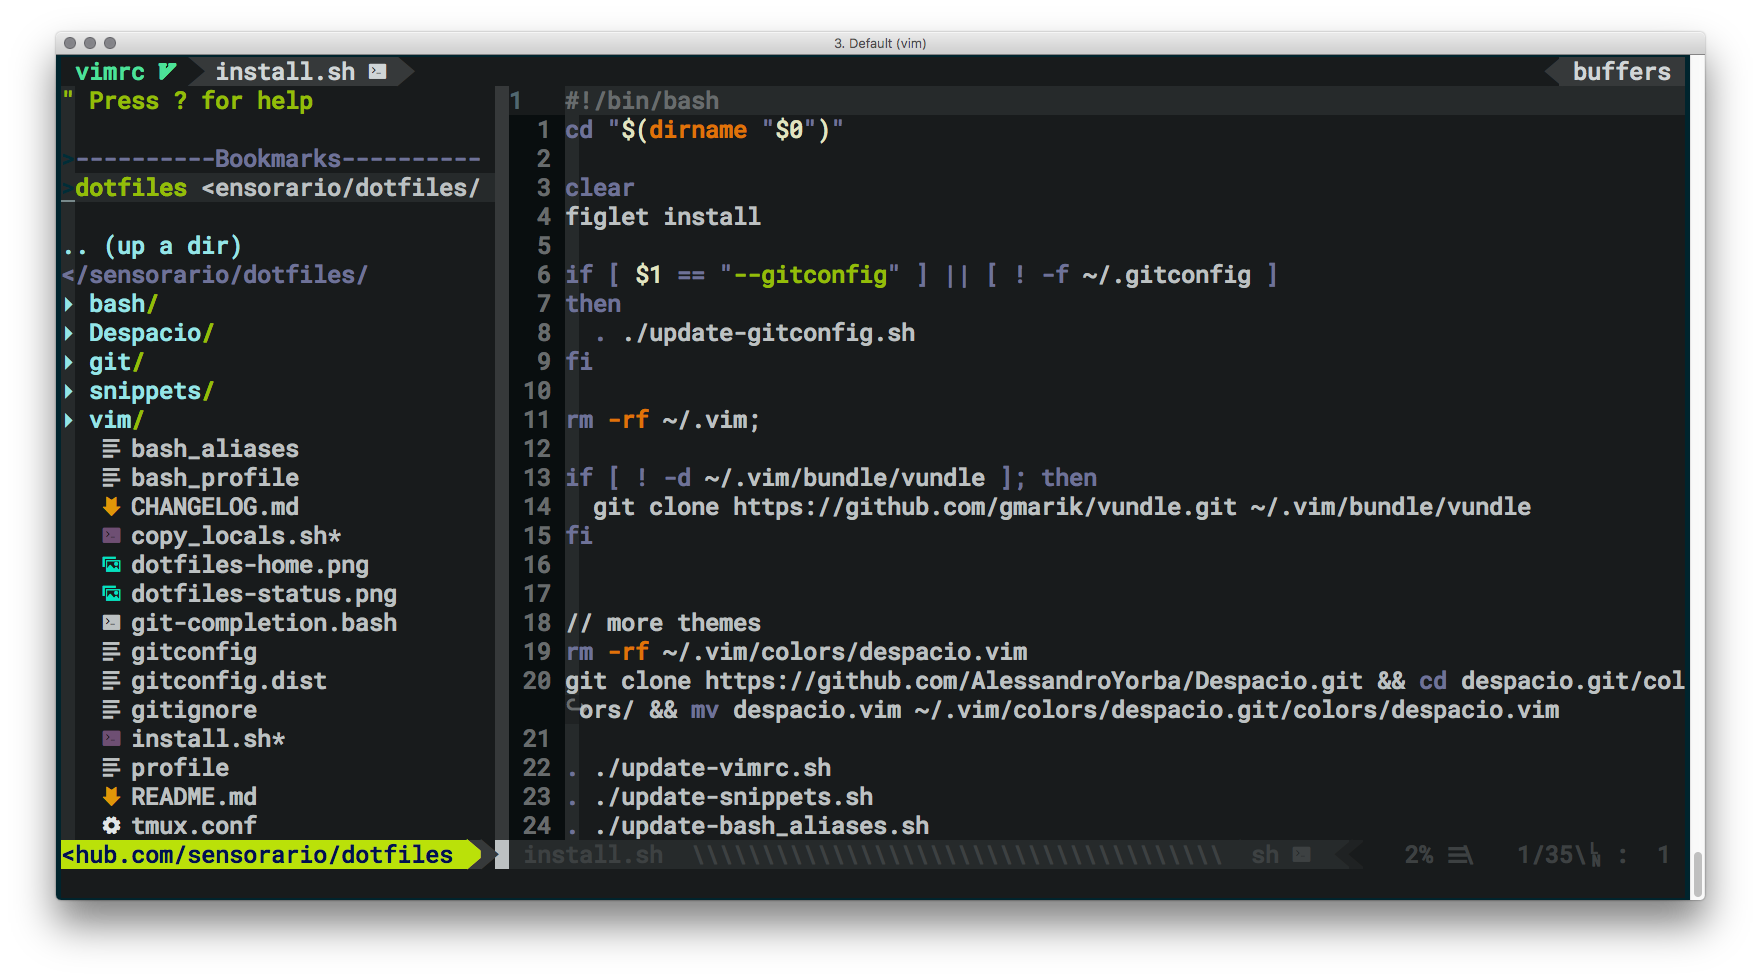 3. Default (vim)
vimrc install.sh buffers
" Press ? for help
>----------Bookmarks----------
>dotfiles <ensorario/dotfiles/
.. (up a dir)
</sensorario/dotfiles/
▸ bash/
▸ Despacio/
▸ git/
▸ snippets/
▸ vim/
bash_aliases
bash_profile
CHANGELOG.md
copy_locals.sh*
dotfiles-home.png
dotfiles-status.png
git-completion.bash
gitconfig
gitconfig.dist
gitignore
install.sh*
profile
README.md
tmux.conf
<hub.com/sensorario/dotfiles
1 #!/bin/bash
1 cd "$(dirname "$0")"
2
3 clear
4 figlet install
5
6 if [ $1 == "--gitconfig" ] || [ ! -f ~/.gitconfig ]
7 then
8 . ./update-gitconfig.sh
9 fi
10
11 rm -rf ~/.vim;
12
13 if [ ! -d ~/.vim/bundle/vundle ]; then
14 git clone https://github.com/gmarik/vundle.git ~/.vim/bundle/vundle
15 fi
16
17
18 // more themes
19 rm -rf ~/.vim/colors/despacio.vim
20 git clone https://github.com/AlessandroYorba/Despacio.git && cd despacio.git/col
ors/ && mv despacio.vim ~/.vim/colors/despacio.git/colors/despacio.vim
21
22 . ./update-vimrc.sh
23 . ./update-snippets.sh
24 . ./update-bash_aliases.sh
install.sh \\\\\\\\\\\\\\\\\\\\\\\\\\\\\\\\\\\\\\ sh 2% 1/35\ LN : 1